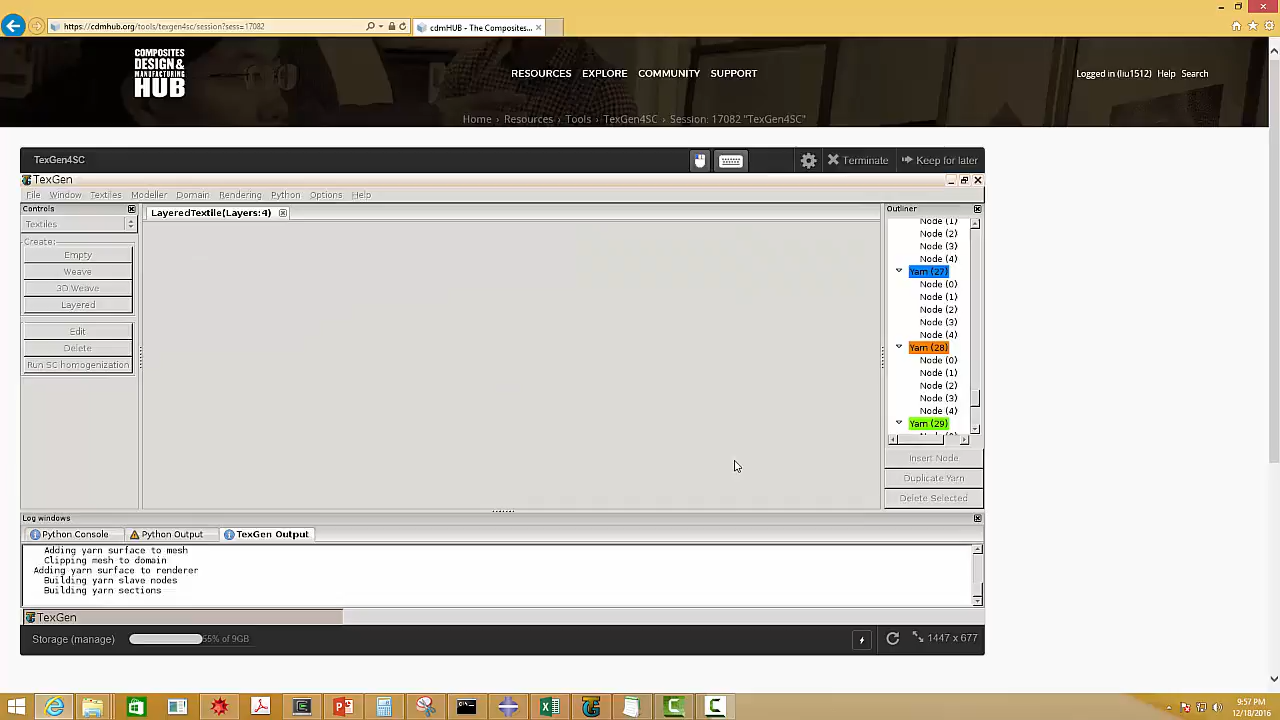 https://cdmhub.org/tools/texgen4sc/session?sess=17082
cdmHUB - The Composites...
COMPOSITES
DESIGN &
MANUFACTURING
HUB
RESOURCES EXPLORE COMMUNITY SUPPORT
Logged in (liu1512) Help Search
Home › Resources › Tools › TexGen4SC › Session: 17082 "TexGen4SC"
TexGen4SC
Terminate
Keep for later
TexGen
File Window Textiles Modeller Domain Rendering Python Options Help
Controls
LayeredTextile(Layers:4)
Outliner
Textiles
Create:
Empty
Weave
3D Weave
Layered
Edit
Delete
Run SC homogenization
Node (1)
Node (2)
Node (3)
Node (4)
Yarn (27)
Node (0)
Node (1)
Node (2)
Node (3)
Node (4)
Yarn (28)
Node (0)
Node (1)
Node (2)
Node (3)
Node (4)
Yarn (29)
Insert Node
Duplicate Yarn
Delete Selected
Log windows
Python Console Python Output TexGen Output
Adding yarn surface to mesh
Clipping mesh to domain
Adding yarn surface to renderer
Building yarn slave nodes
Building yarn sections
TexGen
Storage (manage) 55% of 9GB
1447 x 677
9:57 PM
12/18/2016